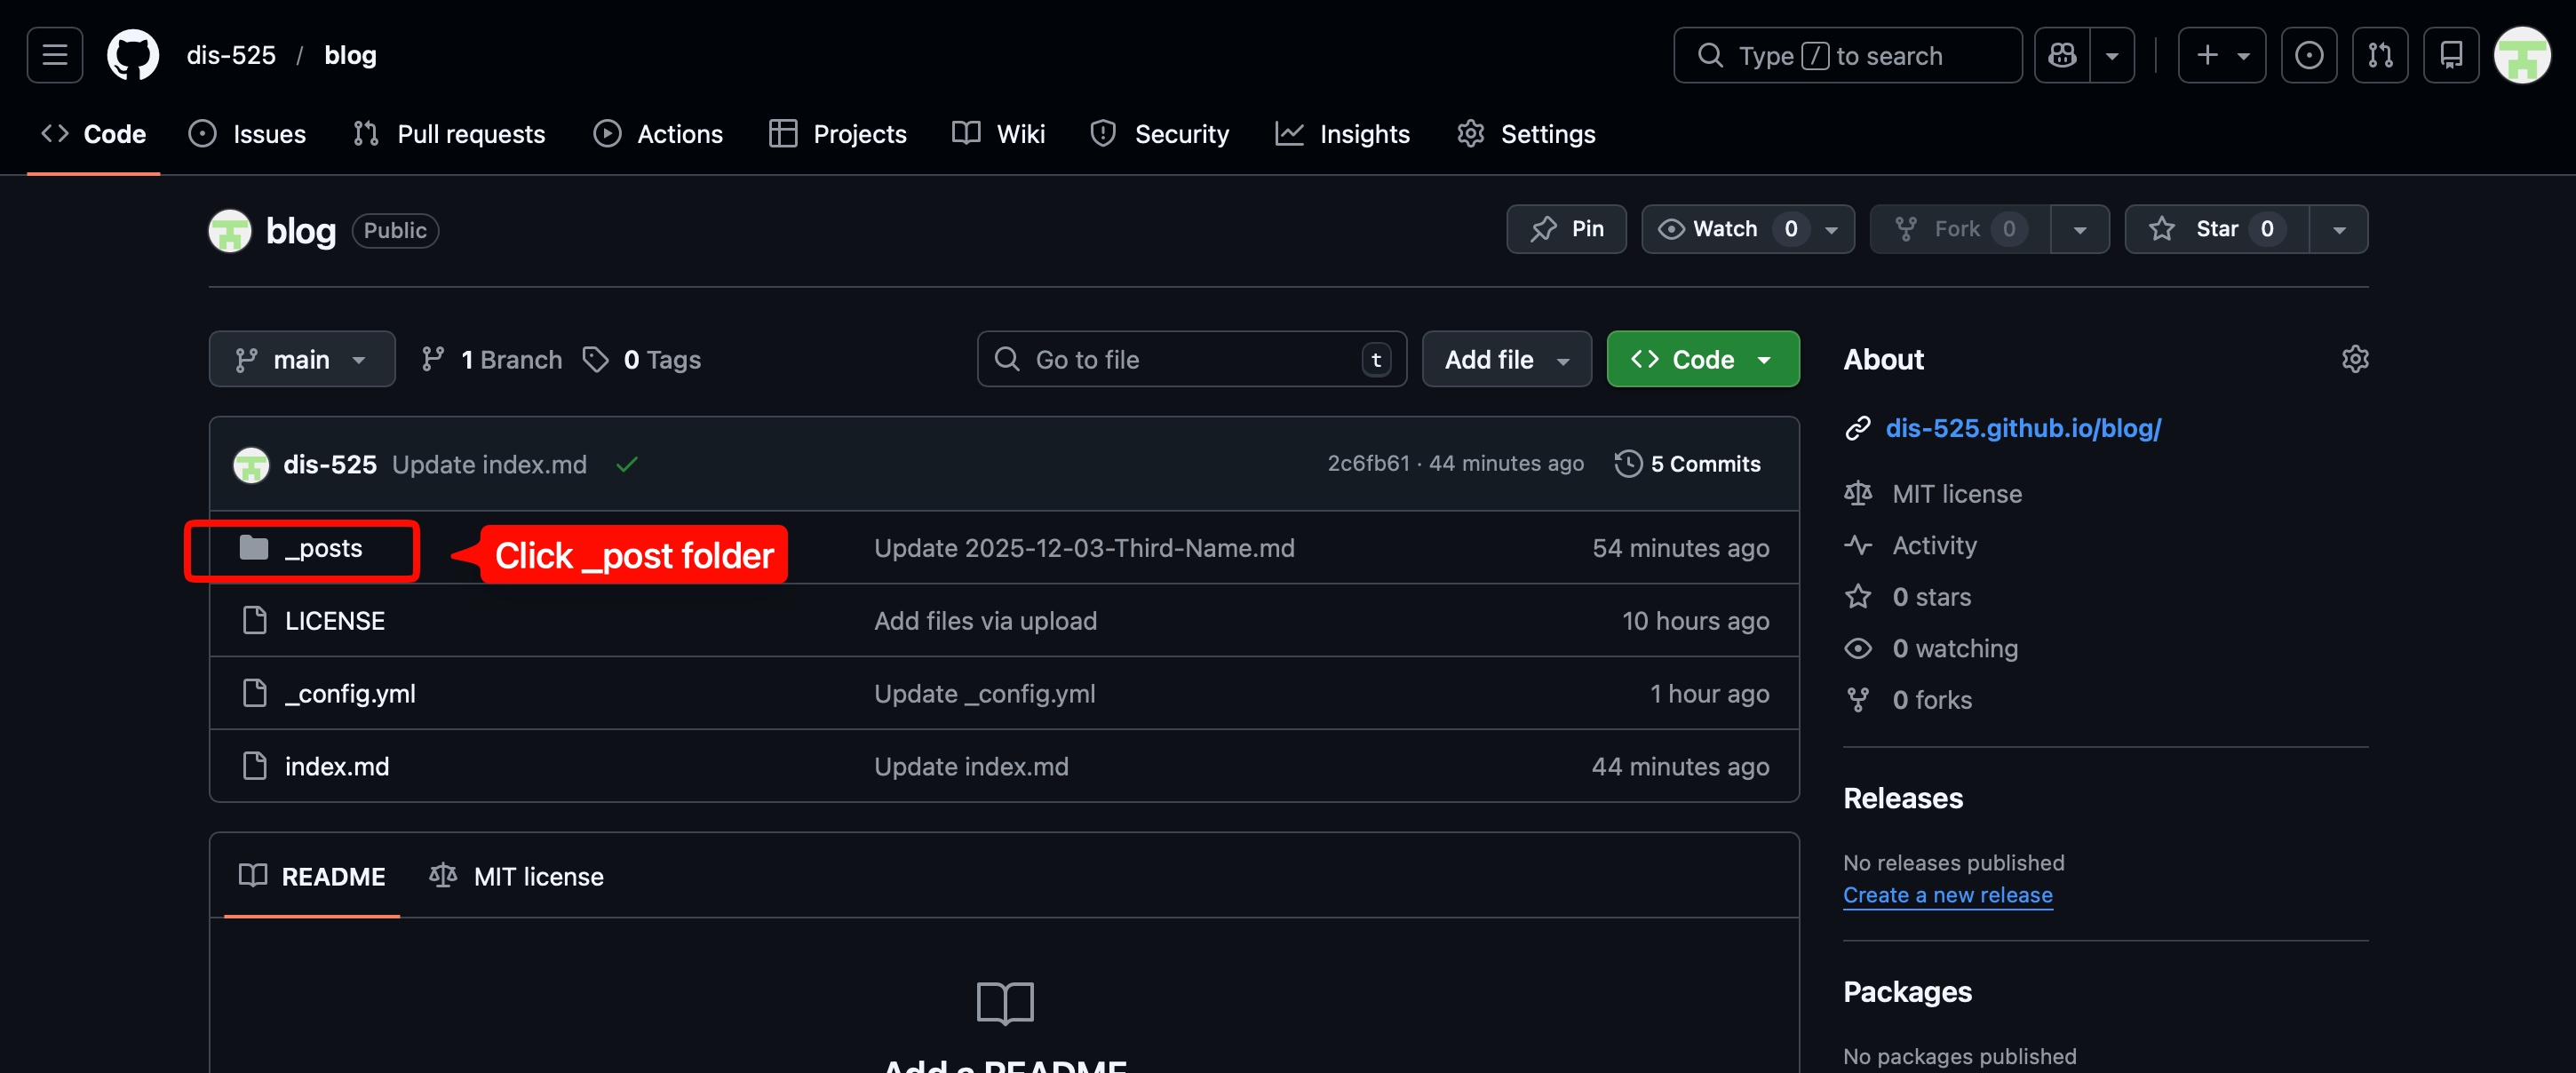 dis-525 / blog
Type / to search
Code Issues Pull requests Actions Projects Wiki Security Insights Settings
blog Public
Pin Watch 0 Fork 0 Star 0
main 1 Branch 0 Tags
Go to file t Add file Code
dis-525 Update index.md 2c6fb61 · 44 minutes ago 5 Commits
_posts Click _post folder Update 2025-12-03-Third-Name.md 54 minutes ago
LICENSE Add files via upload 10 hours ago
_config.yml Update _config.yml 1 hour ago
index.md Update index.md 44 minutes ago
README MIT license
Add a README
About
dis-525.github.io/blog/
MIT license
Activity
0 stars
0 watching
0 forks
Releases
No releases published
Create a new release
Packages
No packages published